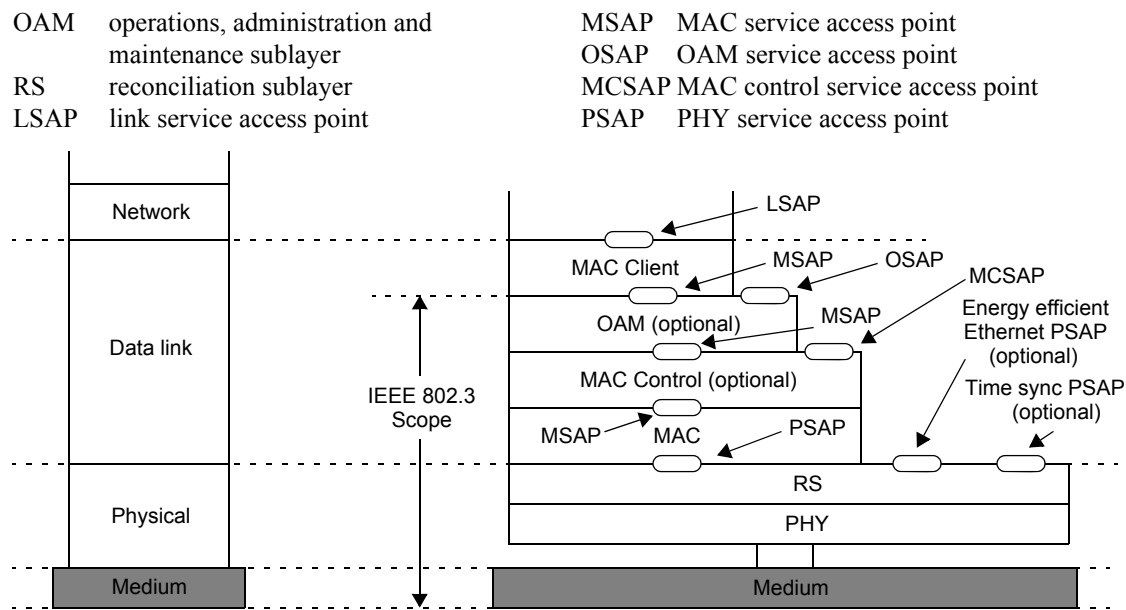 OAM operations, administration and
maintenance sublayer
RS reconciliation sublayer
LSAP link service access point
MSAP MAC service access point
OSAP OAM service access point
MCSAP MAC control service access point
PSAP PHY service access point
Network
Data link
Physical
Medium
IEEE 802.3
Scope
LSAP
MAC Client
MSAP
OSAP
MCSAP
OAM (optional)
MSAP
Energy efficient
Ethernet PSAP
(optional)
MAC Control (optional)
Time sync PSAP
(optional)
MSAP
MAC
PSAP
RS
PHY
Medium